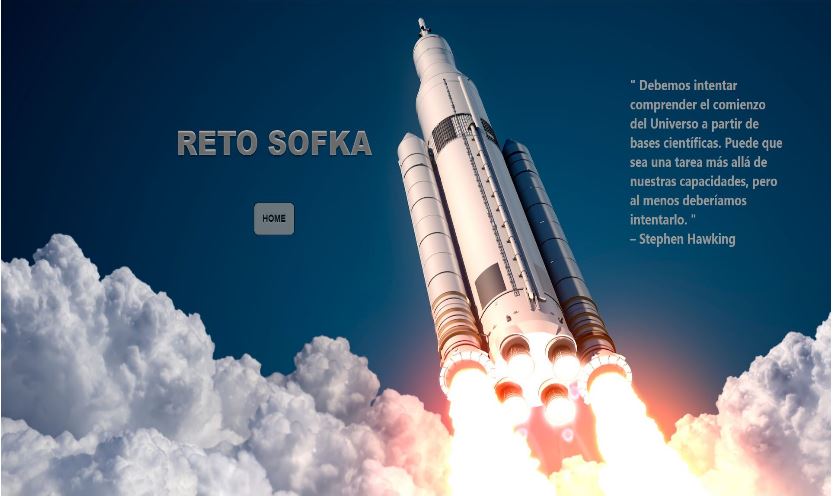 RETO SOFKA
HOME
" Debemos intentar
comprender el comienzo
del Universo a partir de
bases científicas. Puede que
sea una tarea más allá de
nuestras capacidades, pero
al menos deberíamos
intentarlo. "
– Stephen Hawking